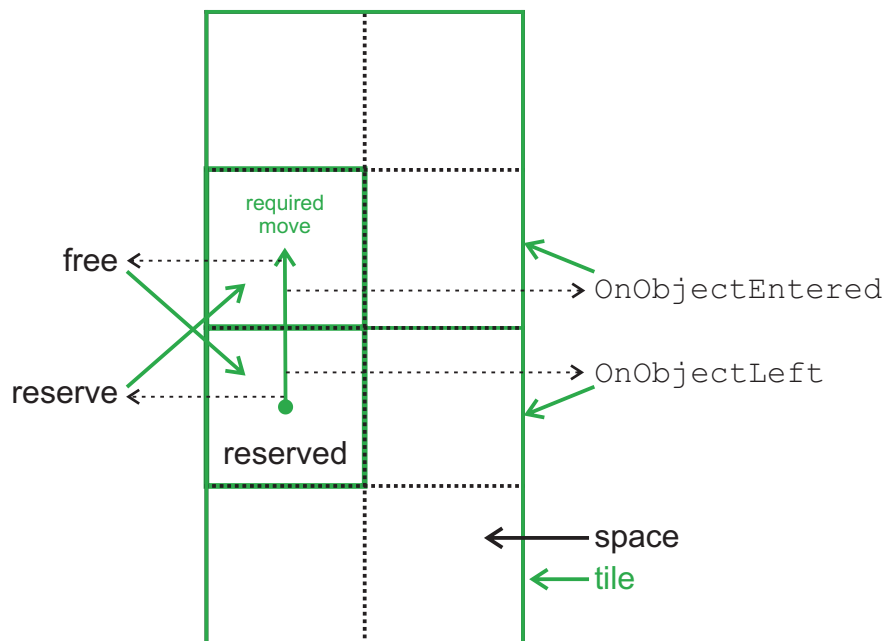 required
move
free
OnObjectEntered
OnObjectLeft
reserve
reserved
space
tile